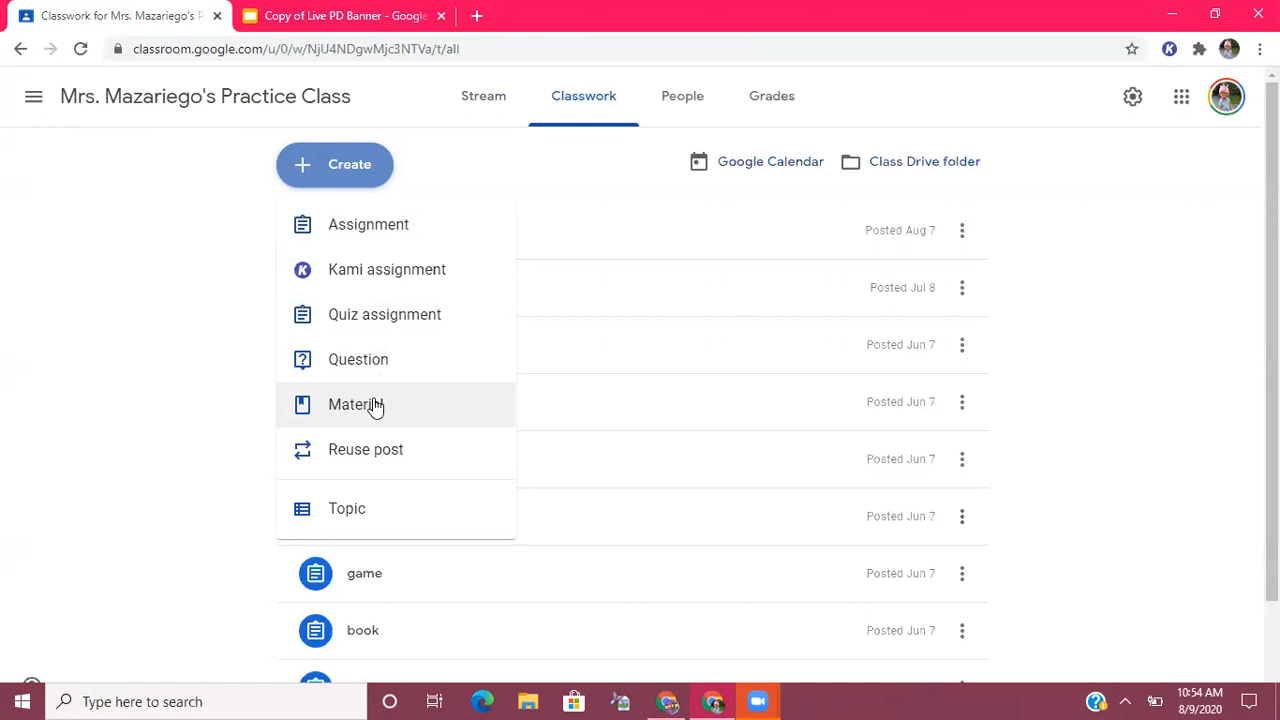 Classwork for Mrs. Mazariego's P
Copy of Live PD Banner - Google
classroom.google.com/u/0/w/NjU4NDgwMjc3NTVa/t/all
Mrs. Mazariego's Practice Class
Stream
Classwork
People
Grades
Create
Google Calendar
Class Drive folder
Assignment
Posted Aug 7
Kami assignment
Posted Jul 8
Quiz assignment
Posted Jun 7
Question
Material
Posted Jun 7
Reuse post
Posted Jun 7
Topic
Posted Jun 7
game
Posted Jun 7
book
Posted Jun 7
Type here to search
10:54 AM
8/9/2020